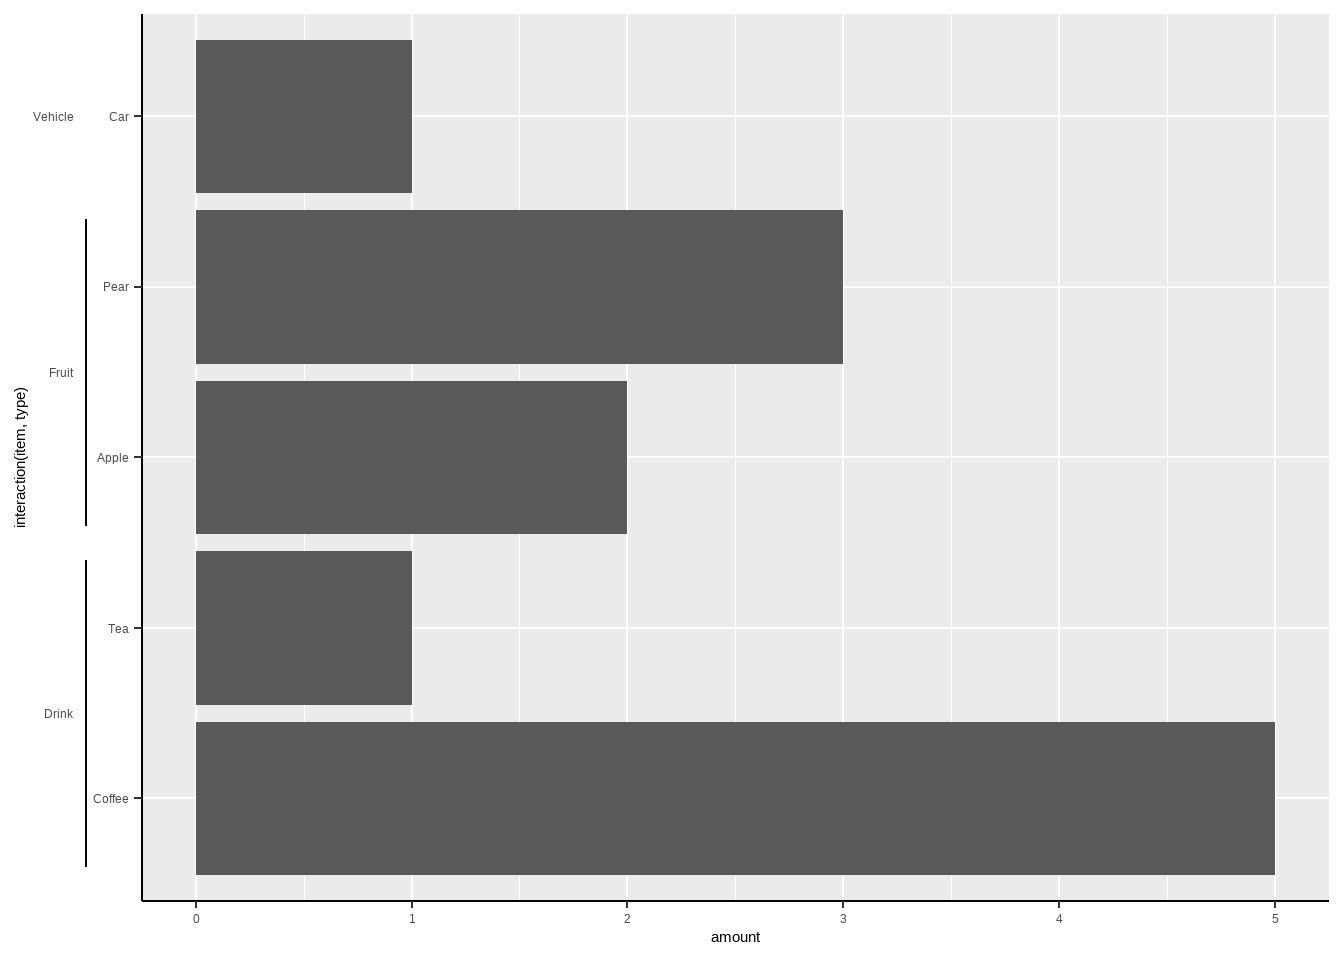 Vehicle
Car
Pear
Fruit
Apple
Tea
Drink
Coffee
interaction(item, type)
0 1 2 3 4 5
amount